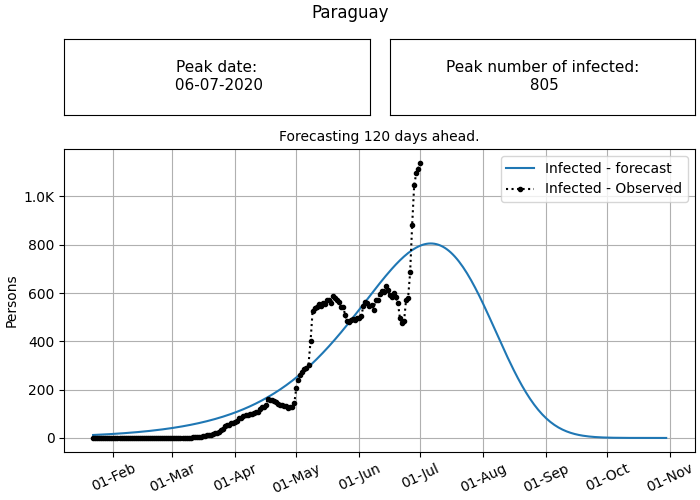 Paraguay
Peak date:
06-07-2020
Peak number of infected:
805
Forecasting 120 days ahead.
Infected - forecast
Infected - Observed
Persons
1.0K
800
600
400
200
0
01-Feb
01-Mar
01-Apr
01-May
01-Jun
01-Jul
01-Aug
01-Sep
01-Oct
01-Nov